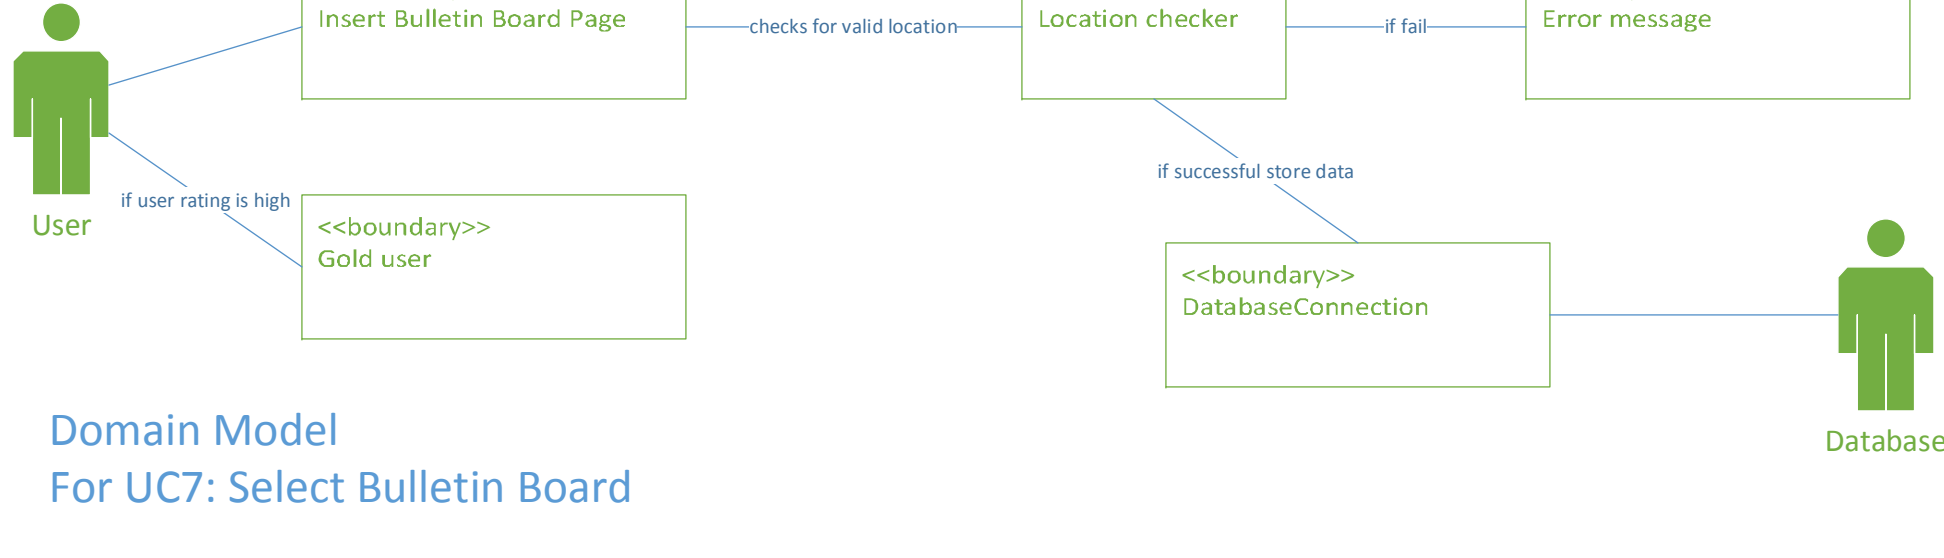 Insert Bulletin Board Page
checks for valid location
Location checker
if fail
Error message
if successful store data
if user rating is high
User
<<boundary>>
Gold user
<<boundary>>
DatabaseConnection
Database
Domain Model
For UC7: Select Bulletin Board